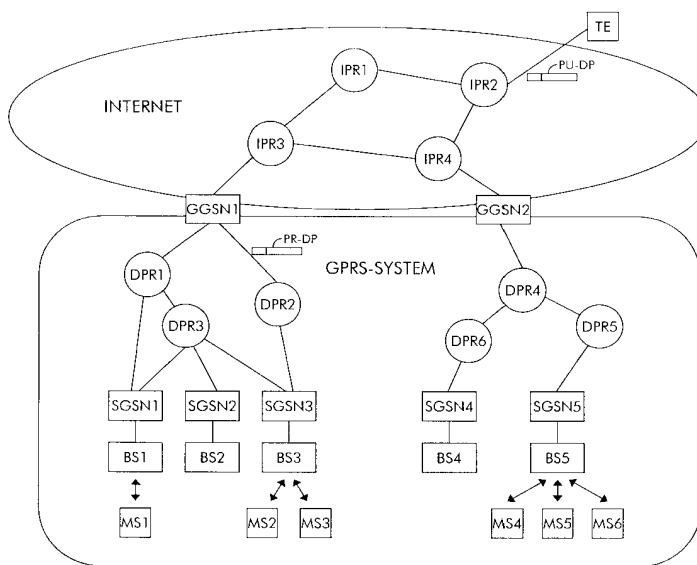 TE
IPR1
PU-DP
IPR2
INTERNET
IPR3
IPR4
GGSN1
GGSN2
PR-DP
GPRS-SYSTEM
DPR1
DPR2
DPR4
DPR3
DPR6
DPR5
SGSN1
SGSN2
SGSN3
SGSN4
SGSN5
BS1
BS2
BS3
BS4
BS5
MS1
MS2
MS3
MS4
MS5
MS6